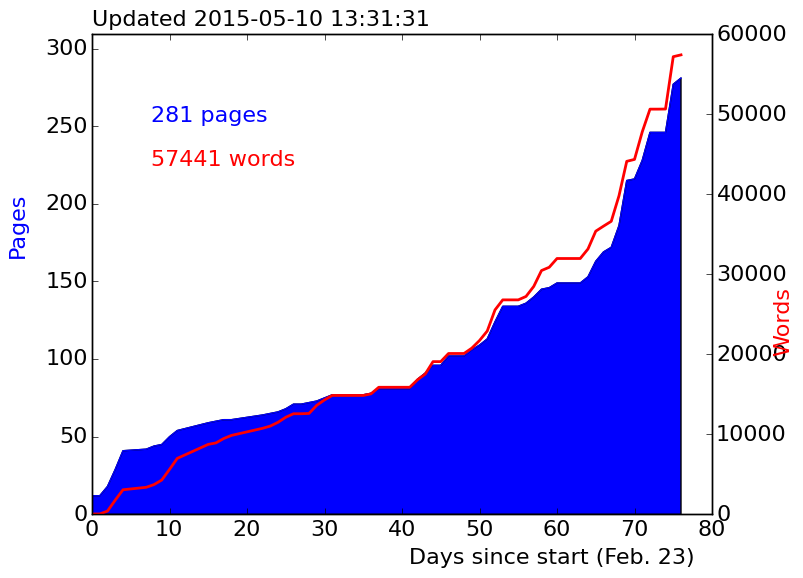 Updated 2015-05-10 13:31:31
300
250
200
150
100
50
0
Pages
281 pages
57441 words
60000
50000
40000
30000
20000
10000
0
Words
0 10 20 30 40 50 60 70 80
Days since start (Feb. 23)